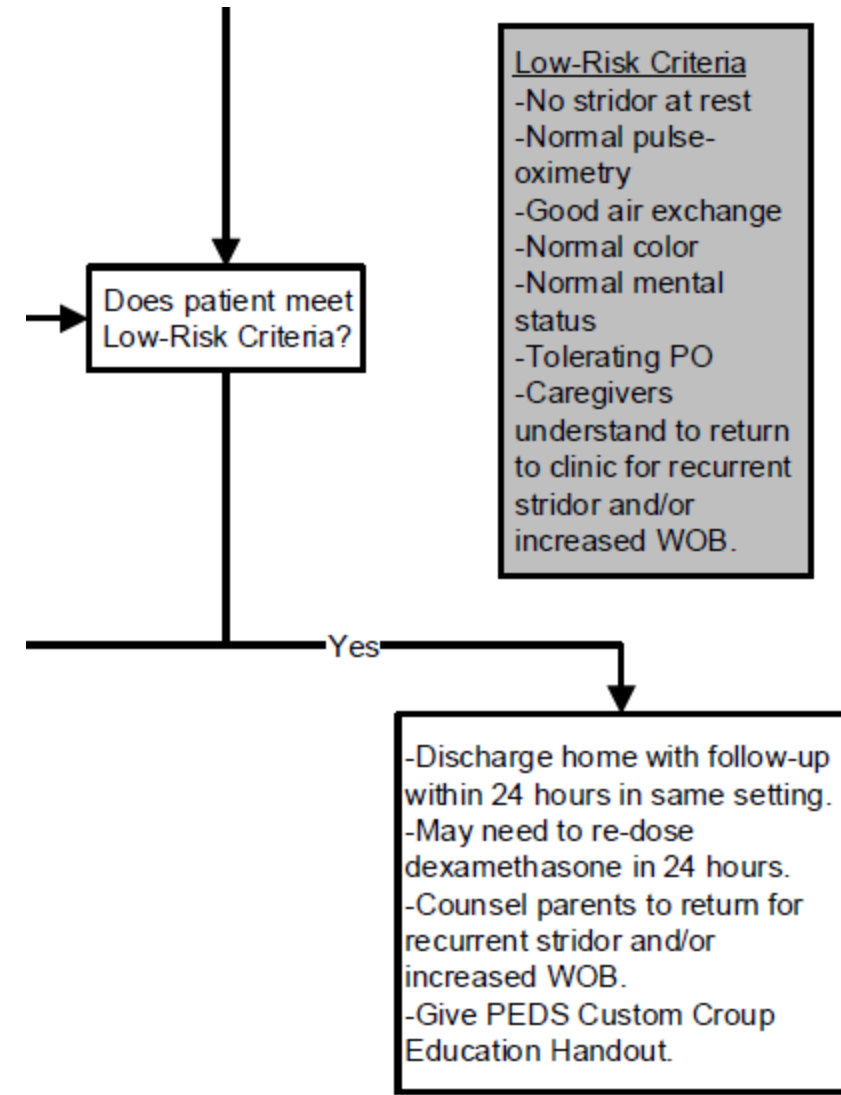 Low-Risk Criteria
-No stridor at rest
-Normal pulse-
oximetry
-Good air exchange
-Normal color
-Normal mental
status
-Tolerating PO
-Caregivers
understand to return
to clinic for recurrent
stridor and/or
increased WOB.
Does patient meet
Low-Risk Criteria?
Yes
-Discharge home with follow-up
within 24 hours in same setting.
-May need to re-dose
dexamethasone in 24 hours.
-Counsel parents to return for
recurrent stridor and/or
increased WOB.
-Give PEDS Custom Croup
Education Handout.